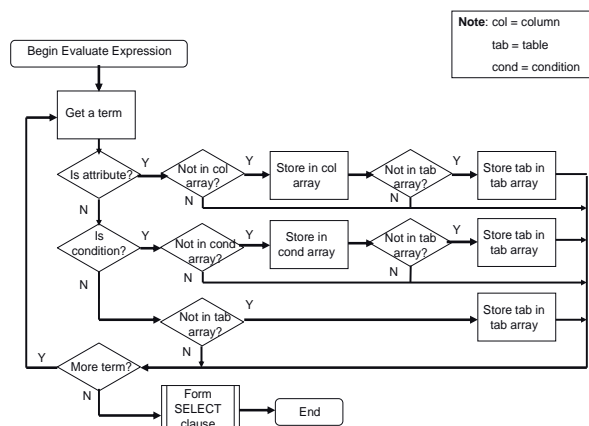 Note: col = column
tab = table
cond = condition
Begin Evaluate Expression
Get a term
Is attribute?
Y
N
Not in col
array?
Y
N
Store in col
array
Not in tab
array?
Y
N
Store tab in
tab array
Is
condition?
Y
N
Not in cond
array?
Y
N
Store in
cond array
Not in tab
array?
Y
N
Store tab in
tab array
Not in tab
array?
Y
N
Store tab in
tab array
More term?
Y
N
Form
SELECT
clause
End